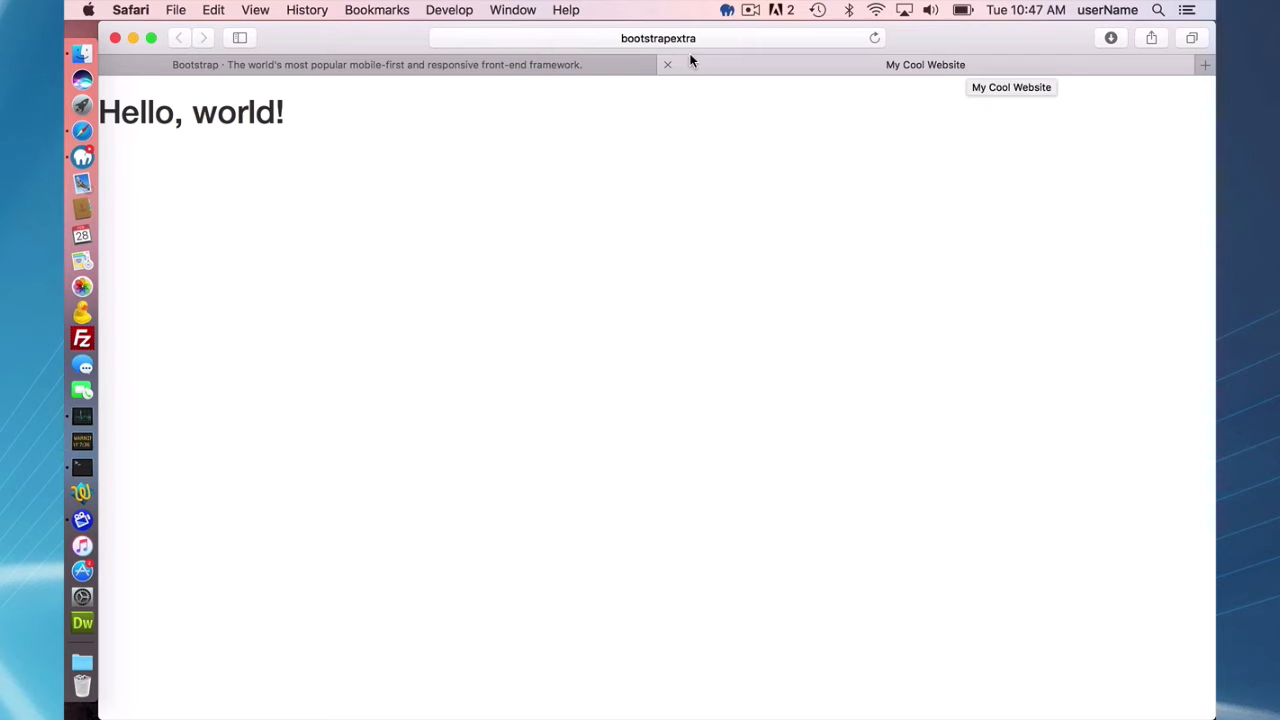 Safari File Edit View History Bookmarks Develop Window Help 2 Tue 10:47 AM userName
bootstrapextra
Bootstrap · The world's most popular mobile-first and responsive front-end framework. My Cool Website
My Cool Website
Hello, world!
28
Fz
Dw